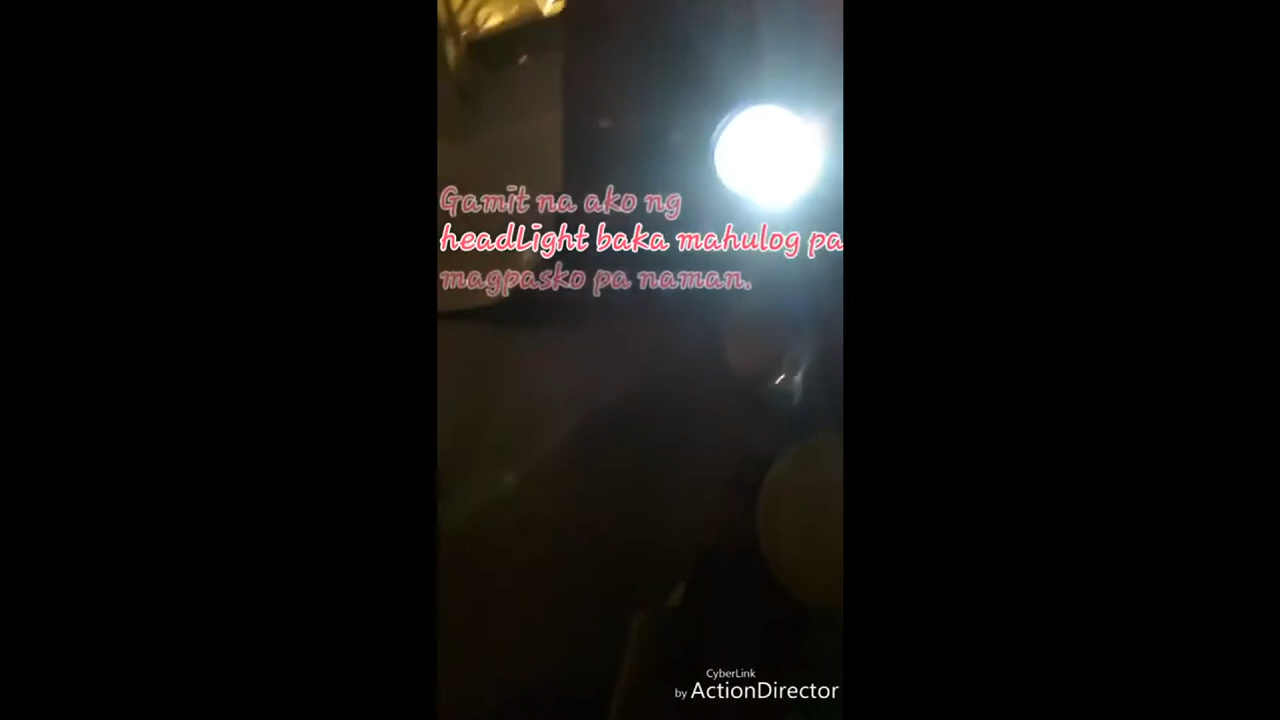 Gamit na ako ng
headLight baka mahulog pa
magpasko pa naman.
CyberLink
by ActionDirector